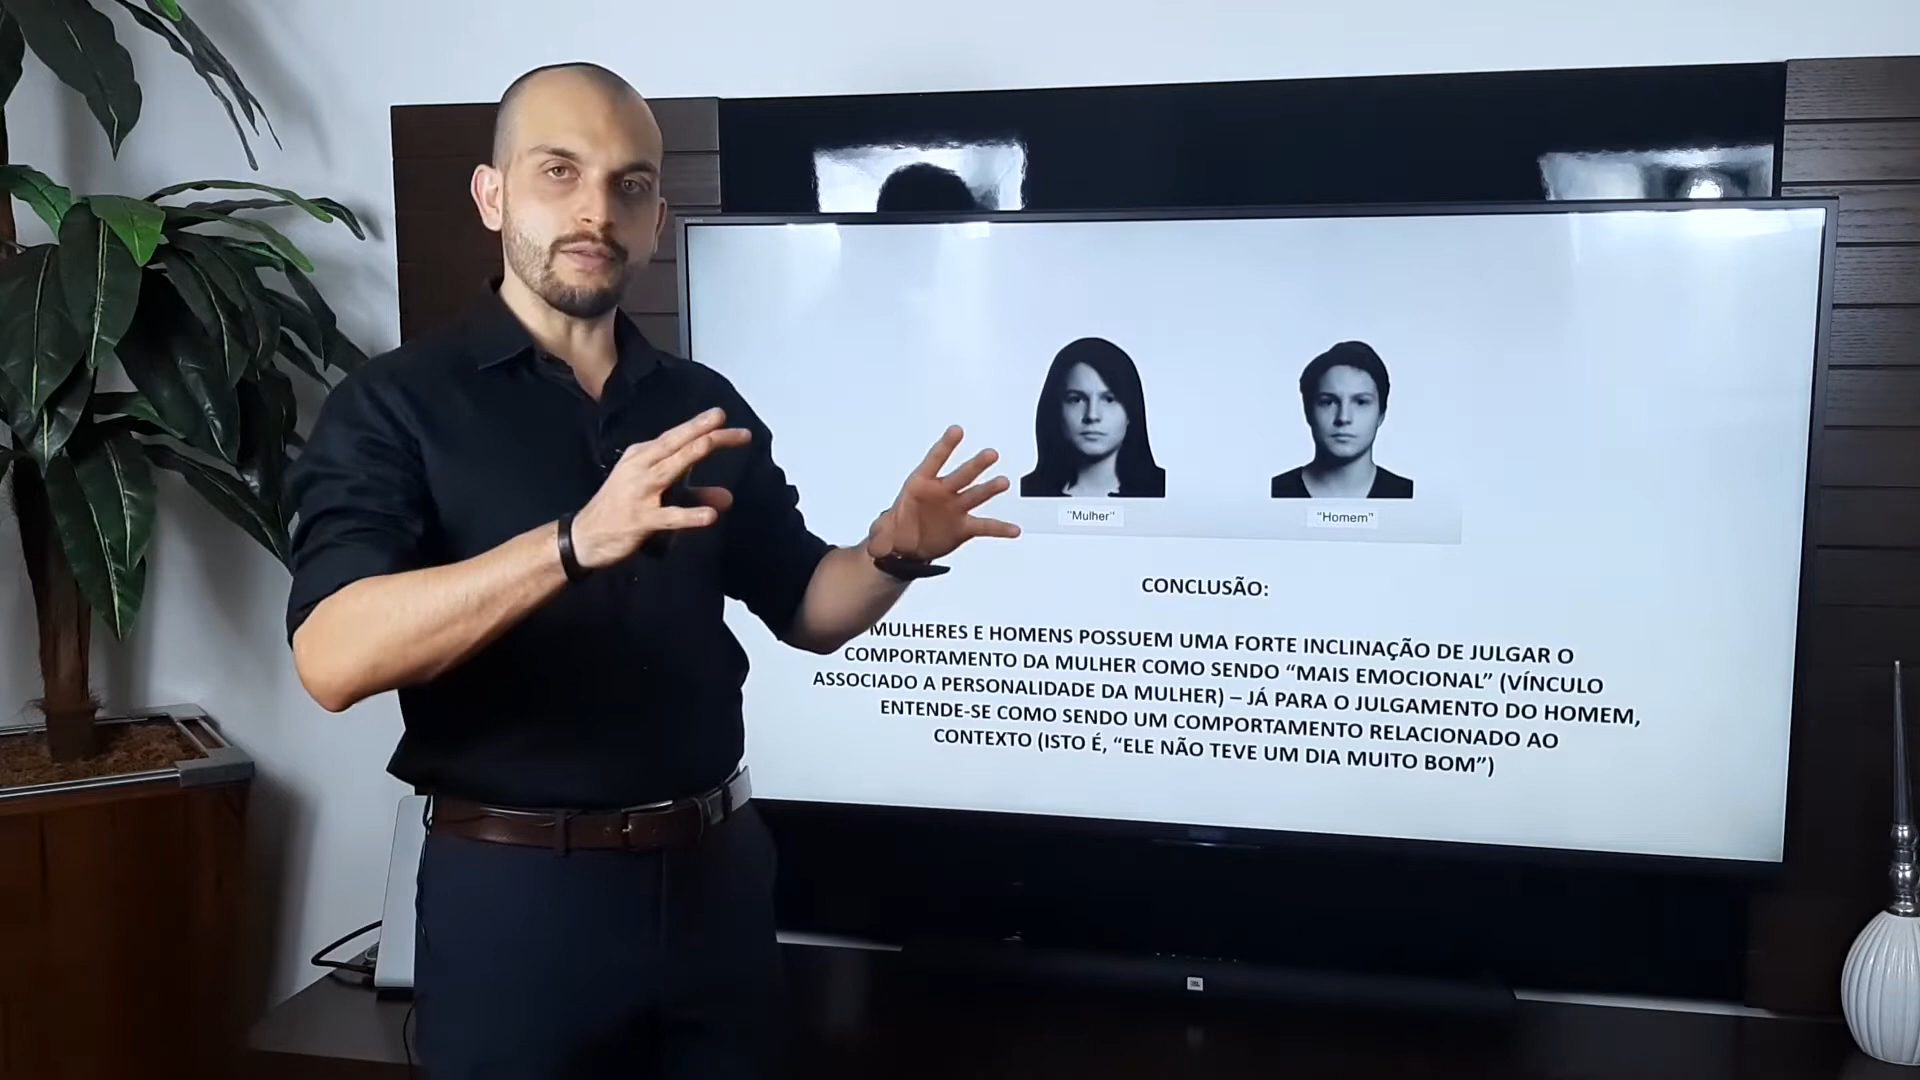 "Mulher"
"Homem"
CONCLUSÃO:
MULHERES E HOMENS POSSUEM UMA FORTE INCLINAÇÃO DE JULGAR O
COMPORTAMENTO DA MULHER COMO SENDO “MAIS EMOCIONAL” (VÍNCULO
ASSOCIADO A PERSONALIDADE DA MULHER) – JÁ PARA O JULGAMENTO DO HOMEM,
ENTENDE-SE COMO SENDO UM COMPORTAMENTO RELACIONADO AO
CONTEXTO (ISTO É, “ELE NÃO TEVE UM DIA MUITO BOM”)
JBL